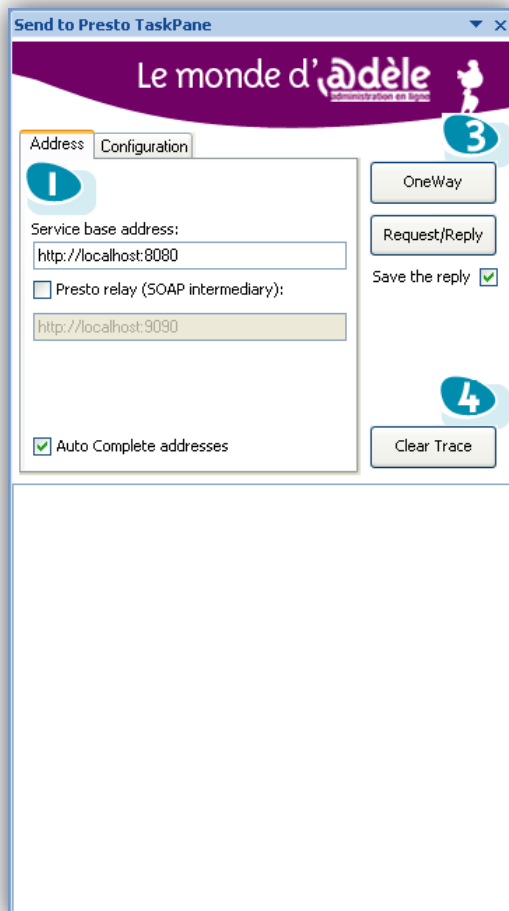 Send to Presto TaskPane
Le monde d'@dèle
administration en ligne
3
Address
Configuration
1
OneWay
Service base address:
http://localhost:8080
Request/Reply
Presto relay (SOAP intermediary):
Save the reply
http://localhost:9090
4
Auto Complete addresses
Clear Trace